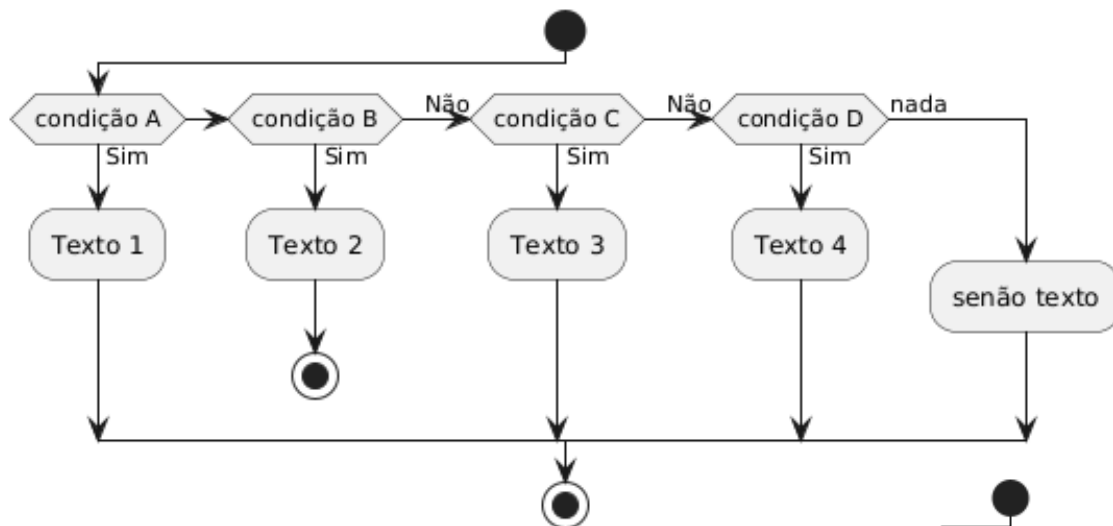 condição A
condição B
Não
condição C
Não
condição D
nada
Sim
Sim
Sim
Sim
Texto 1
Texto 2
Texto 3
Texto 4
senão texto